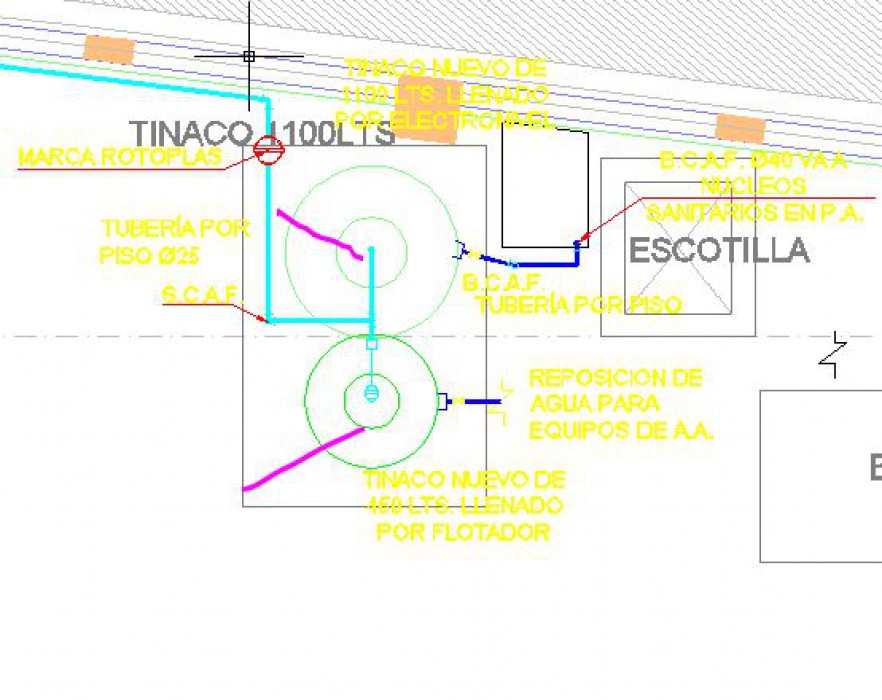 TINACO NUEVO DE
1100 LTS. LLENADO
POR ELECTRONIVEL
TINACO 1100LTS
MARCA ROTOPLAS
B.C.A.F. Ø40 VA A
NUCLEOS
SANITARIOS EN P.A.
TUBERÍA POR
PISO Ø25
ESCOTILLA
S.C.A.F.
B.C.A.F.
TUBERÍA POR PISO
REPOSICION DE
AGUA PARA
EQUIPOS DE A.A.
TINACO NUEVO DE
450 LTS. LLENADO
POR FLOTADOR